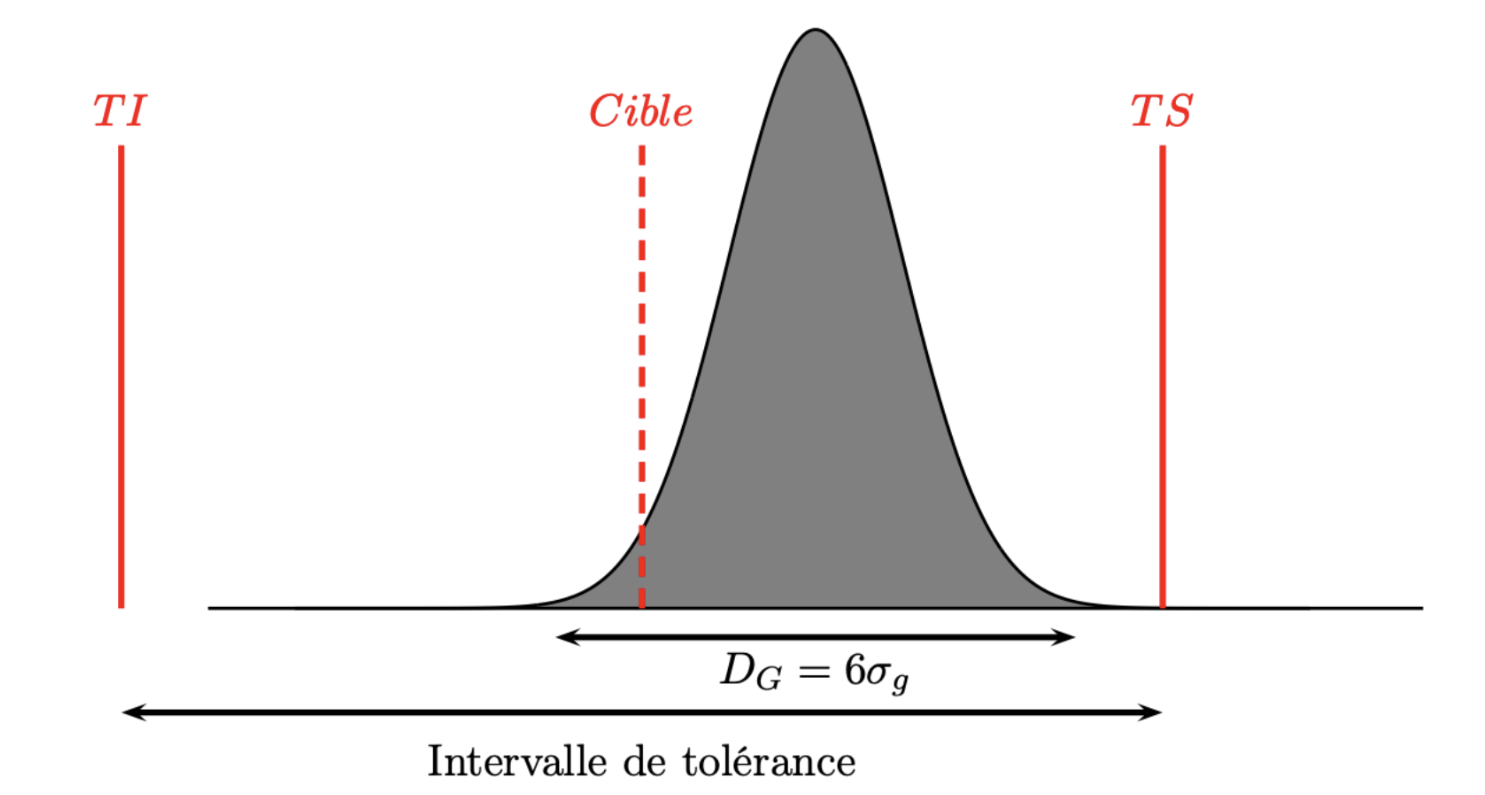 TI
Cible
TS
D_G = 6σ_g
Intervalle de tolérance